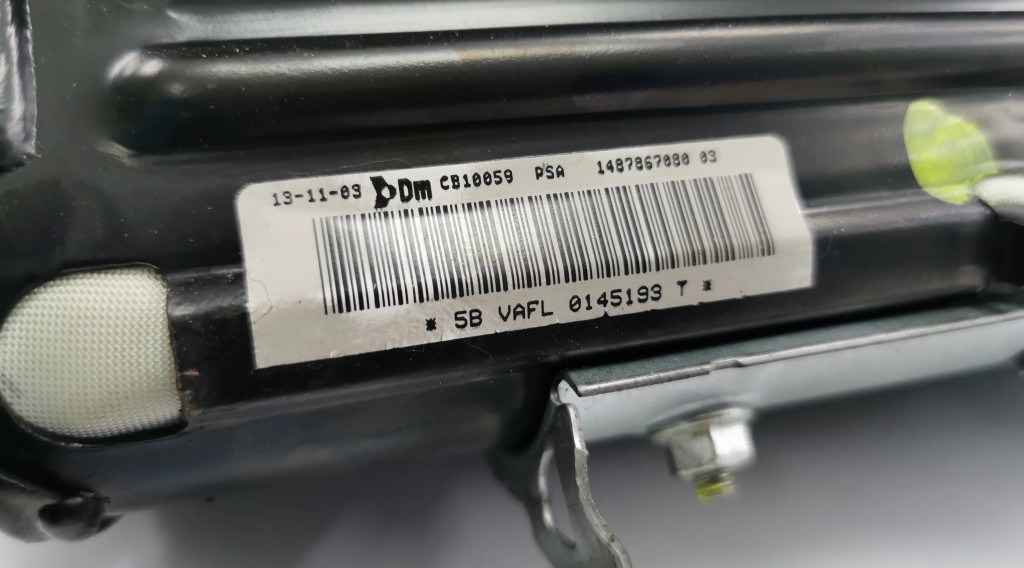 13-11-03 Dm CB10059 PSA 1487867080 03
* 5B VAFL 0145193 T *